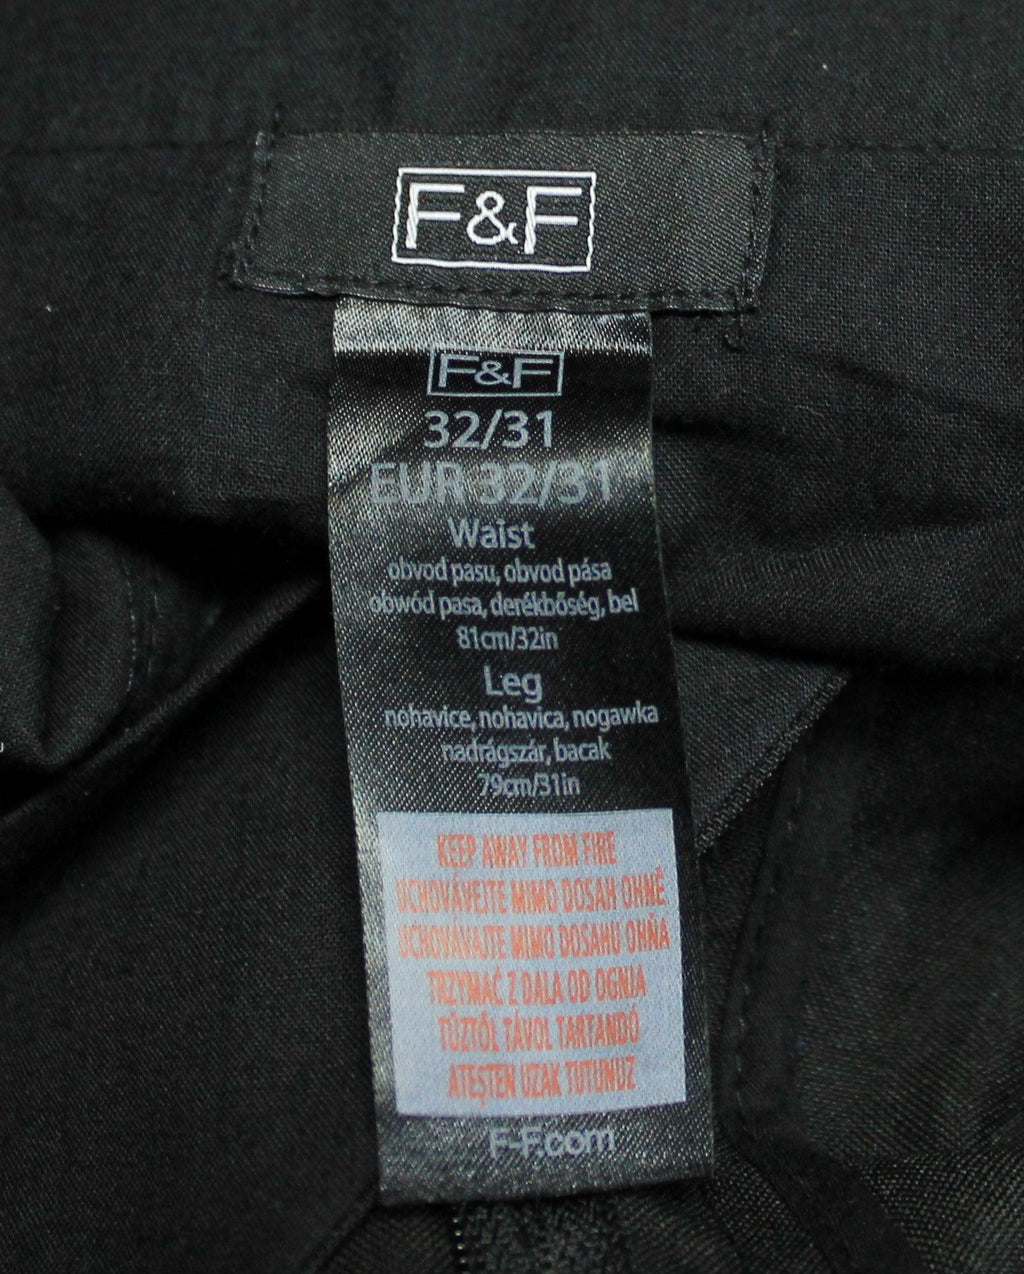 F&F
F&F
32/31
EUR 32/31
Waist
obvod pasu, obvod pása
obwód pasa, derékbőség, bel
81cm/32in
Leg
nohavice, nohavica, nogawka
nadrágszár, bacak
79cm/31in
KEEP AWAY FROM FIRE
UCHOVÁVEJTE MIMO DOSAH OHNĚ
UCHOVÁVAJTE MIMO DOSAHU OHŇA
TRZYMAĆ Z DALA OD OGNIA
TŰZTŐL TÁVOL TARTANDÓ
ATEŞTEN UZAK TUTUNUZ
F-F.com